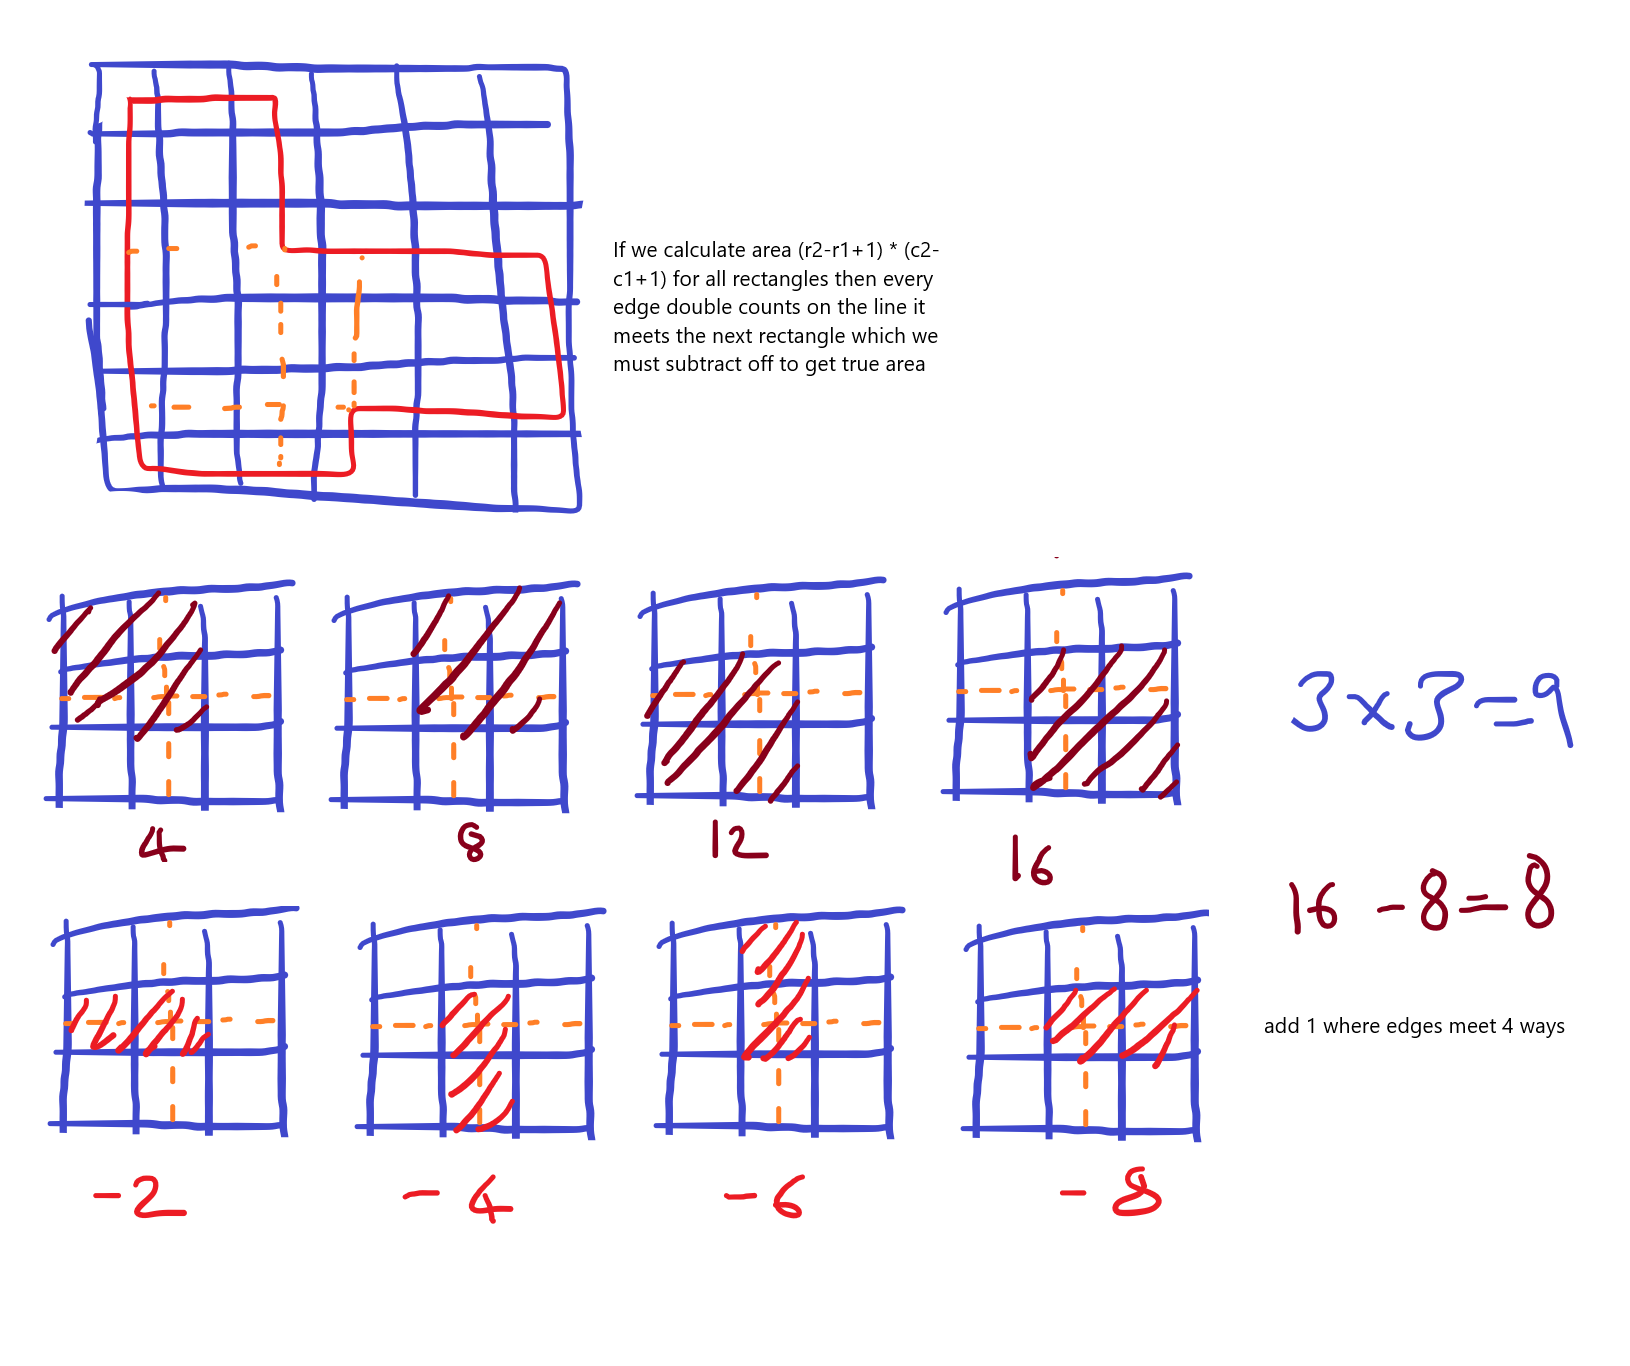 If we calculate area (r2-r1+1) * (c2-
c1+1) for all rectangles then every
edge double counts on the line it
meets the next rectangle which we
must subtract off to get true area
4
8
12
16
3 x 3 = 9
16 - 8 = 8
add 1 where edges meet 4 ways
- 2
- 4
- 6
- 8